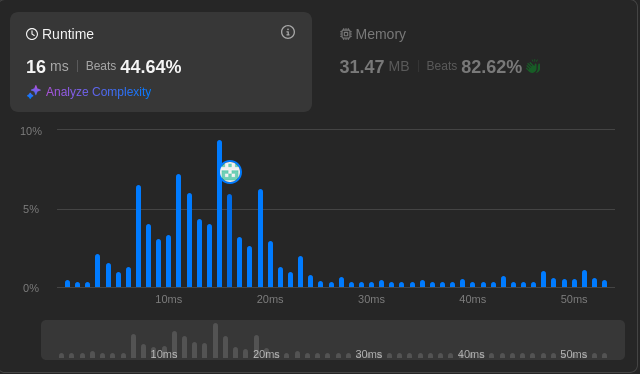 Runtime
16 ms | Beats 44.64%
Analyze Complexity
Memory
31.47 MB | Beats 82.62%
10%
5%
0%
10ms 20ms 30ms 40ms 50ms
10ms 20ms 30ms 40ms 50ms